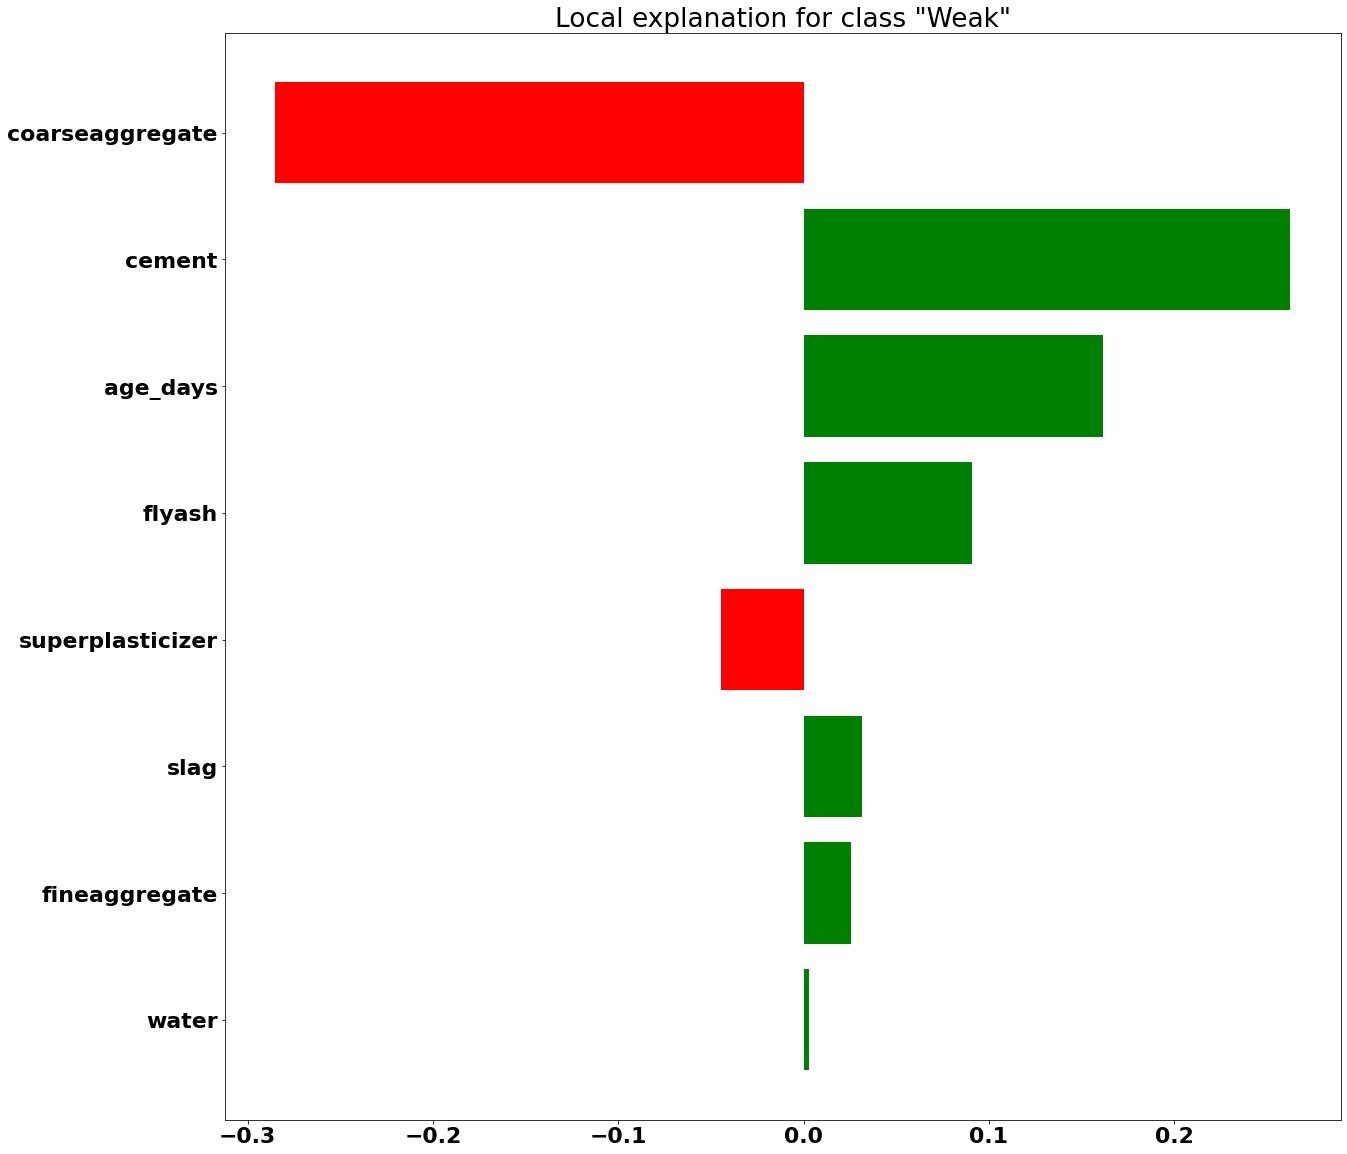 Local explanation for class "Weak"
coarseaggregate
cement
age_days
flyash
superplasticizer
slag
fineaggregate
water
−0.3 −0.2 −0.1 0.0 0.1 0.2